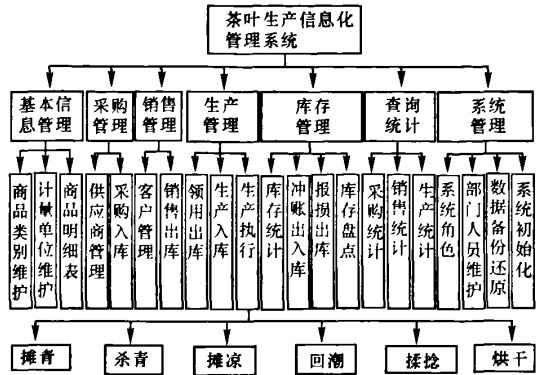 茶叶生产信息化
管理系统
基本信
息管理
采购
管理
销售
管理
生产
管理
库存
管理
查询
统计
系统
管理
商品类别维护
计量单位维护
商品明细表
供应商管理
采购入库
客户管理
销售出库
领用出库
生产入库
生产执行
库存统计
冲账出入库
报拐出库
库存盘点
采购统计
销售统计
生产统计
系统角色
部门人员维护
数据备份还原
系统初始化
摊青
杀青
摊凉
回潮
揉捻
烘干